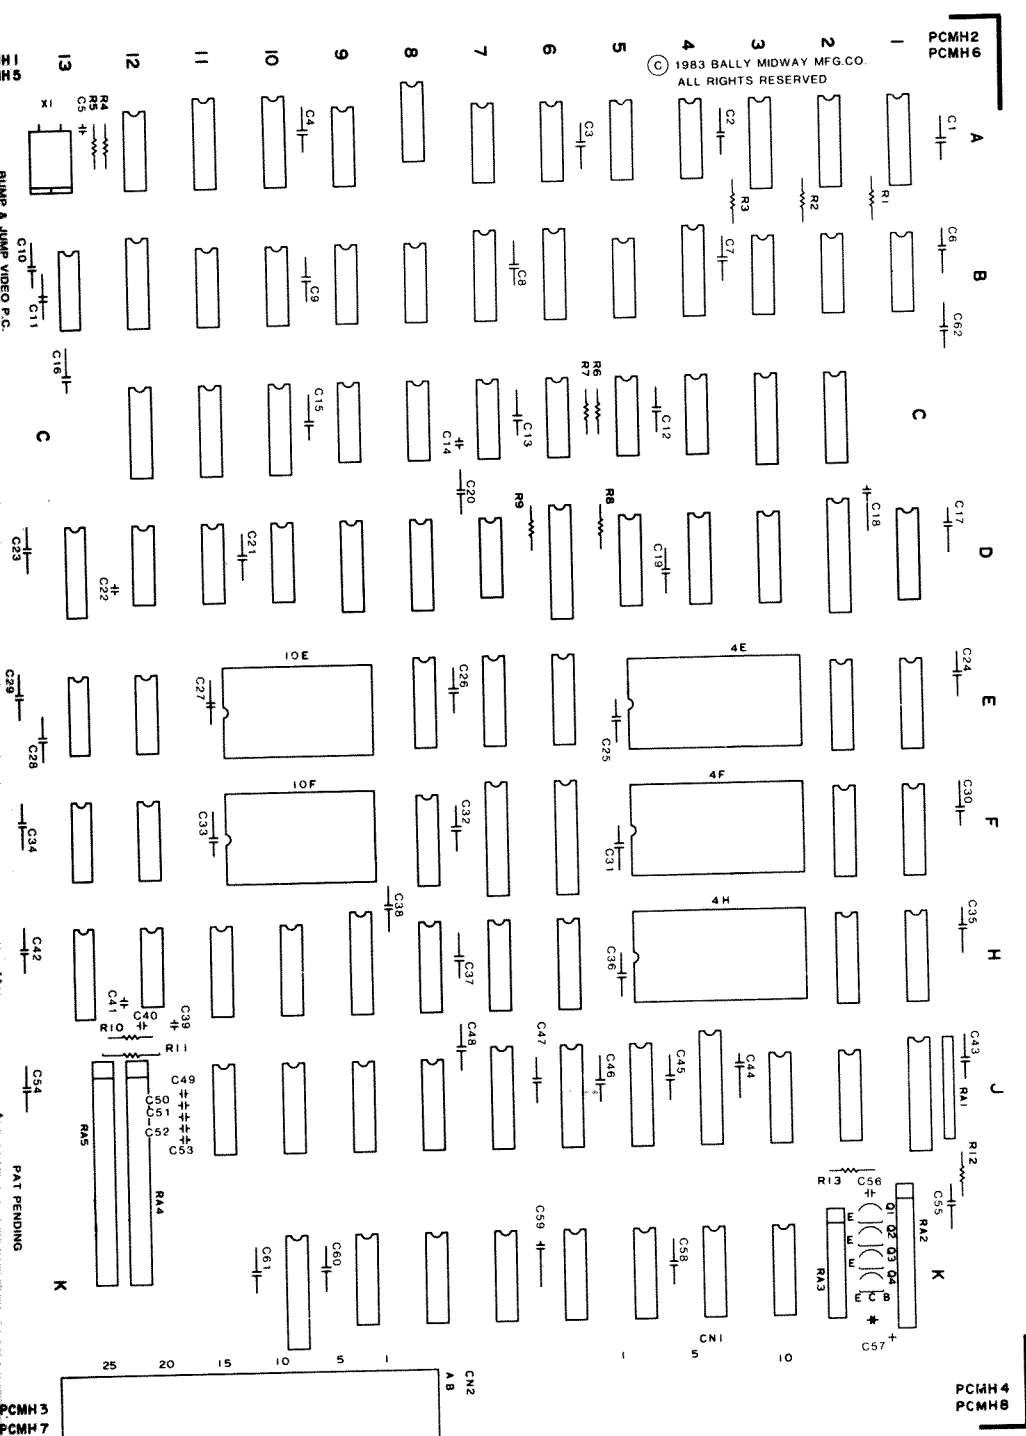 PCMH2
PCMH6
HI
H5
13
12
11
10
9
8
7
6
5
4
3
2
1
© 1983 BALLY MIDWAY MFG.CO.
ALL RIGHTS RESERVED
X1
C5
R5
R4
C4
C3
C2
C1
A
R3
R2
R1
BUMP & JUMP VIDEO P.C.
C10
C11
C9
C8
C7
C6
B
C62
C16
C
C15
C14
C13
R7
R6
C12
C
C20
R9
R8
C18
C17
C23
C22
C21
C19
D
10E
4E
C29
C28
C27
C26
C25
C24
E
10F
4F
C34
C33
C32
C31
C30
F
C38
4H
C42
C41
C40
C39
C37
C36
C35
H
R10
R11
C48
C47
C46
C45
C44
C43
RA1
J
C54
C49
C50
C51
C52
C53
RA5
RA4
R12
R13
C56
C55
PAT PENDING
Q1
Q2
Q3
Q4
E
E
E
E C B
RA2
RA3
K
K
C61
C60
C59
C58
*
C57
+
CN1
1
5
10
25
20
15
10
5
1
A B
CN2
PCMH3
PCMH7
PCMH4
PCMH8